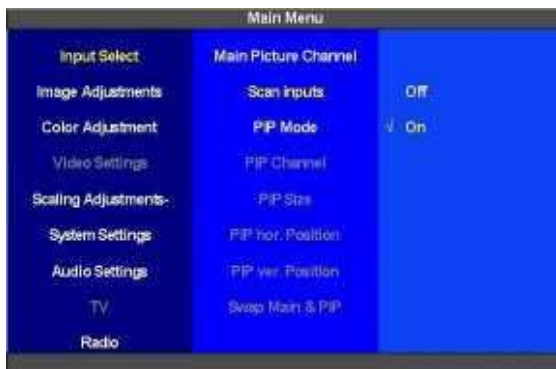 Main Menu
Input Select
Image Adjustments
Color Adjustment
Video Settings
Scaling Adjustments-
System Settings
Audio Settings
TV
Radio
Main Picture Channel
Scan inputs
PIP Mode
PIP Channel
PIP Size
PIP hor. Position
PIP ver. Position
Swap Main & PIP
Off
√ On